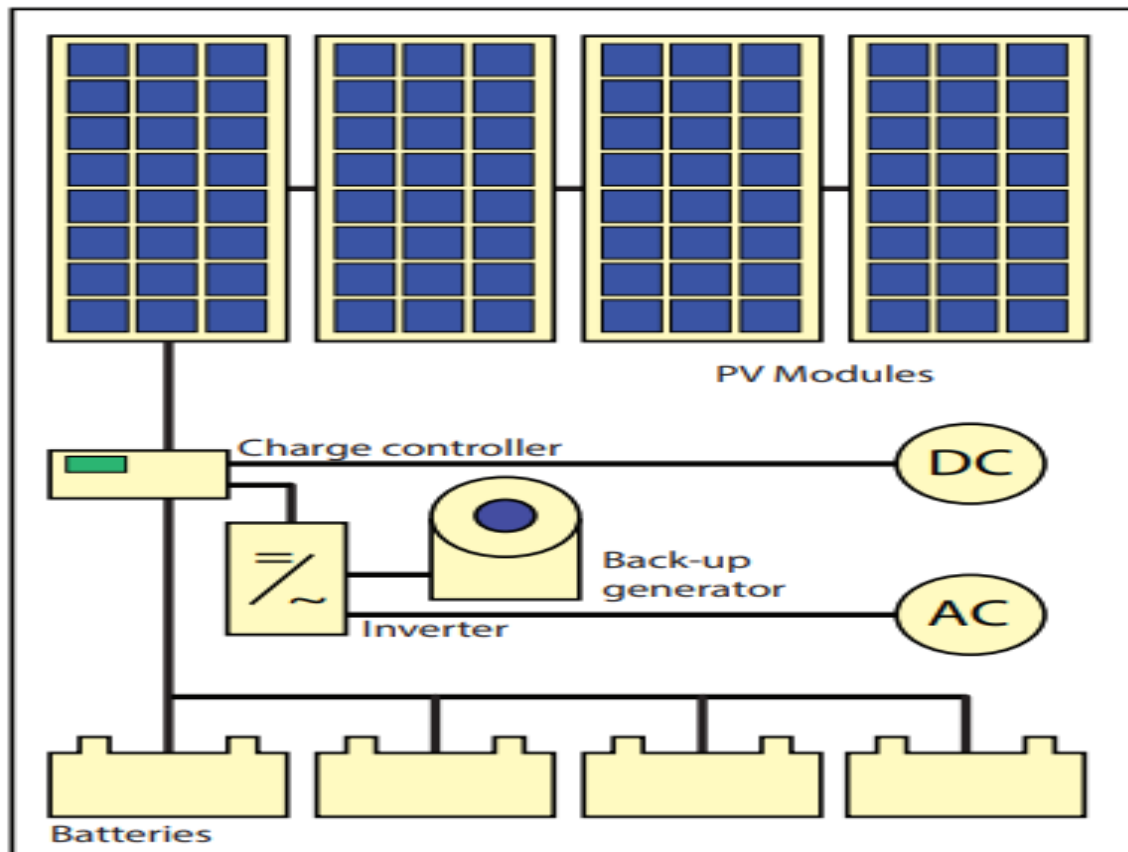 PV Modules
Charge controller
DC
Back-up
generator
AC
Inverter
Batteries